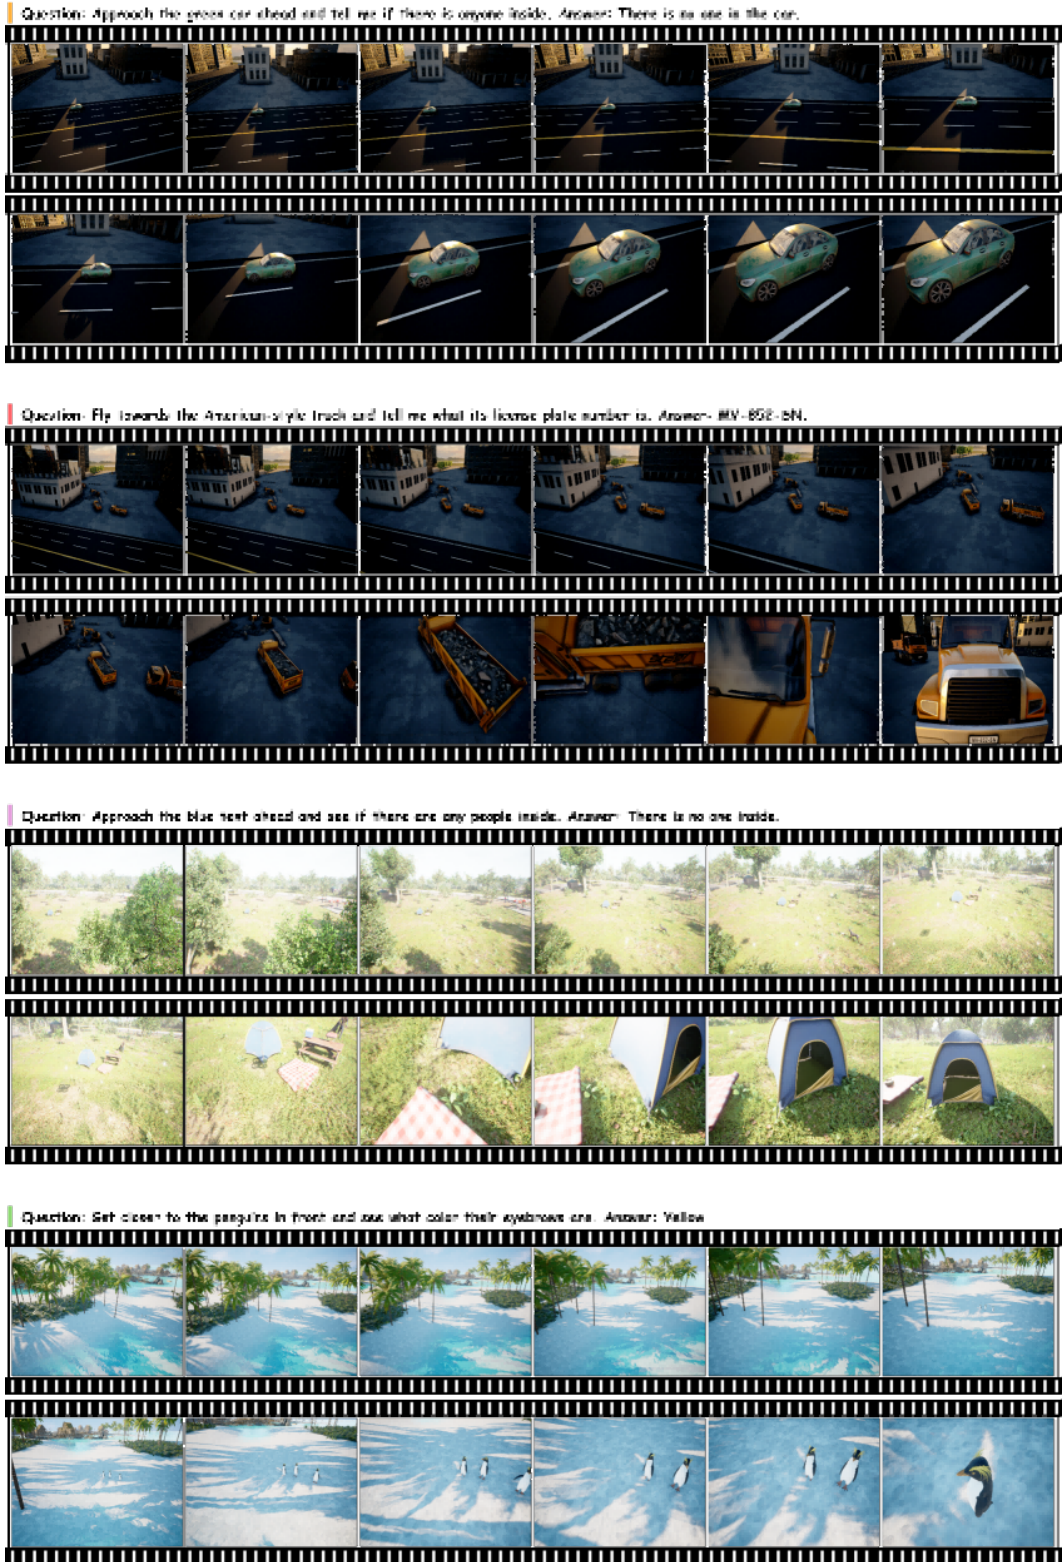 Question: Approach the green car ahead and tell me if there is anyone inside. Answer: There is no one in the car.
Question: Fly towards the American-style truck and tell me what its license plate number is. Answer:
Question: Approach the blue tent ahead and see if there are any people inside. Answer: There is no one inside.
Question: Get closer to the penguins in front and see what color their eyebrows are. Answer: Yellow